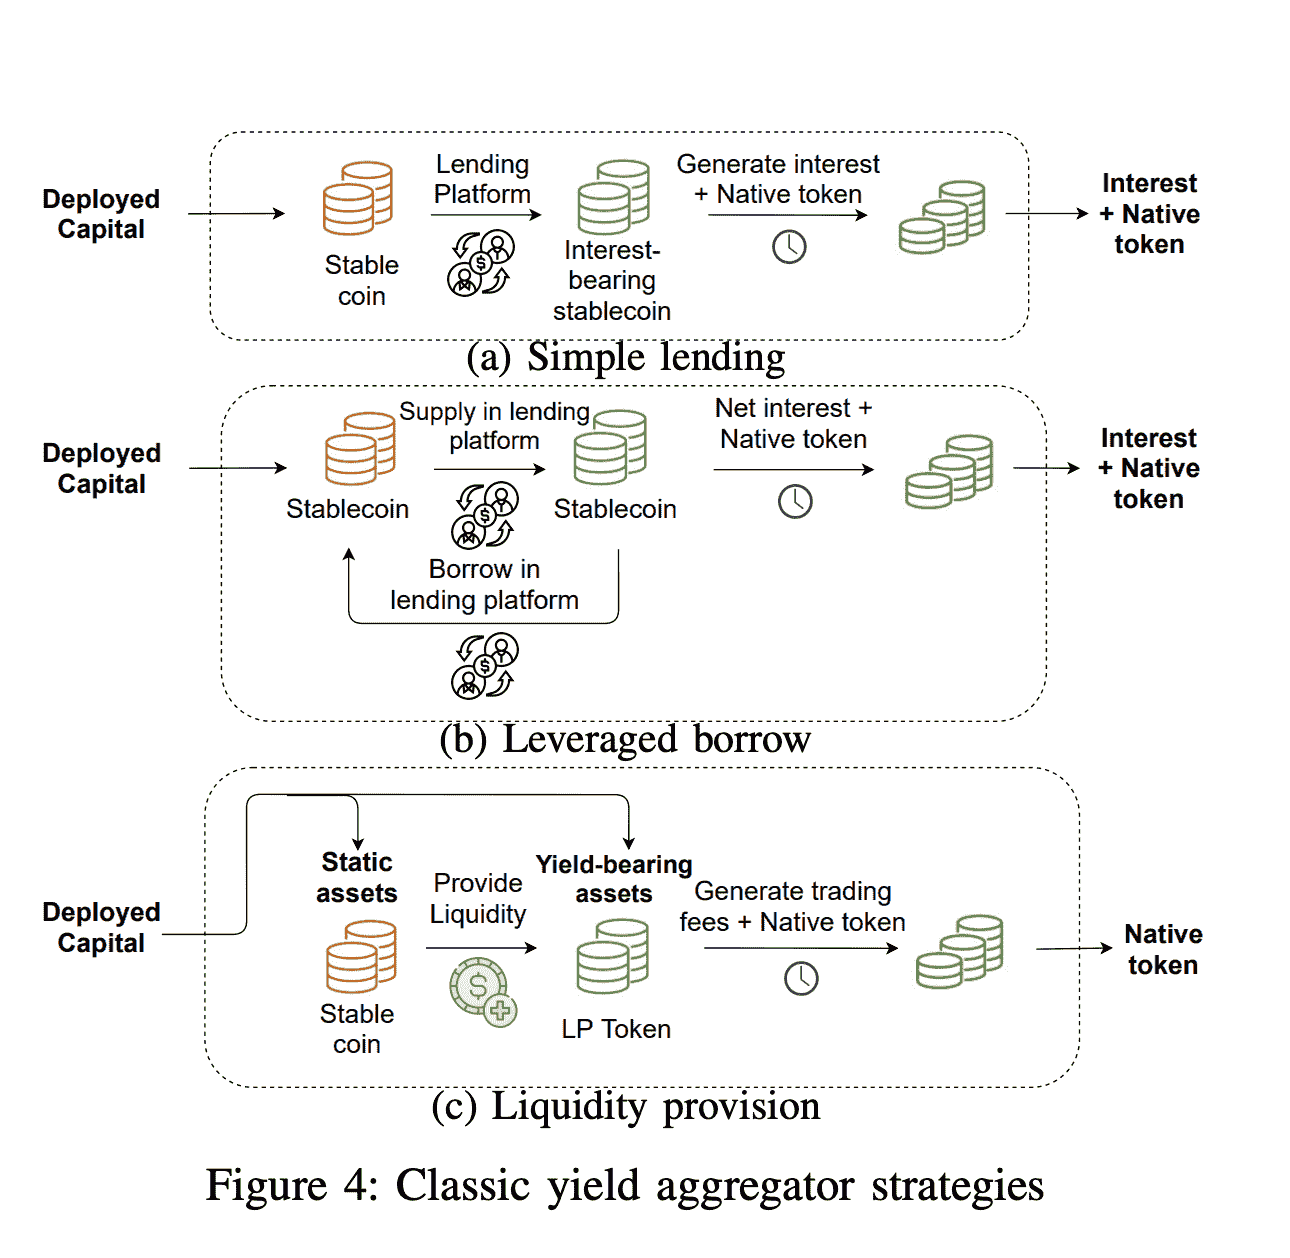 Deployed
Capital
Stable
coin
Lending
Platform
Interest-
bearing
stablecoin
Generate interest
+ Native token
Interest
+ Native
token
(a) Simple lending
Deployed
Capital
Stablecoin
Supply in lending
platform
Stablecoin
Borrow in
lending platform
Net interest +
Native token
Interest
+ Native
token
(b) Leveraged borrow
Deployed
Capital
Static
assets
Stable
coin
Provide
Liquidity
Yield-bearing
assets
LP Token
Generate trading
fees + Native token
Native
token
(c) Liquidity provision
Figure 4: Classic yield aggregator strategies